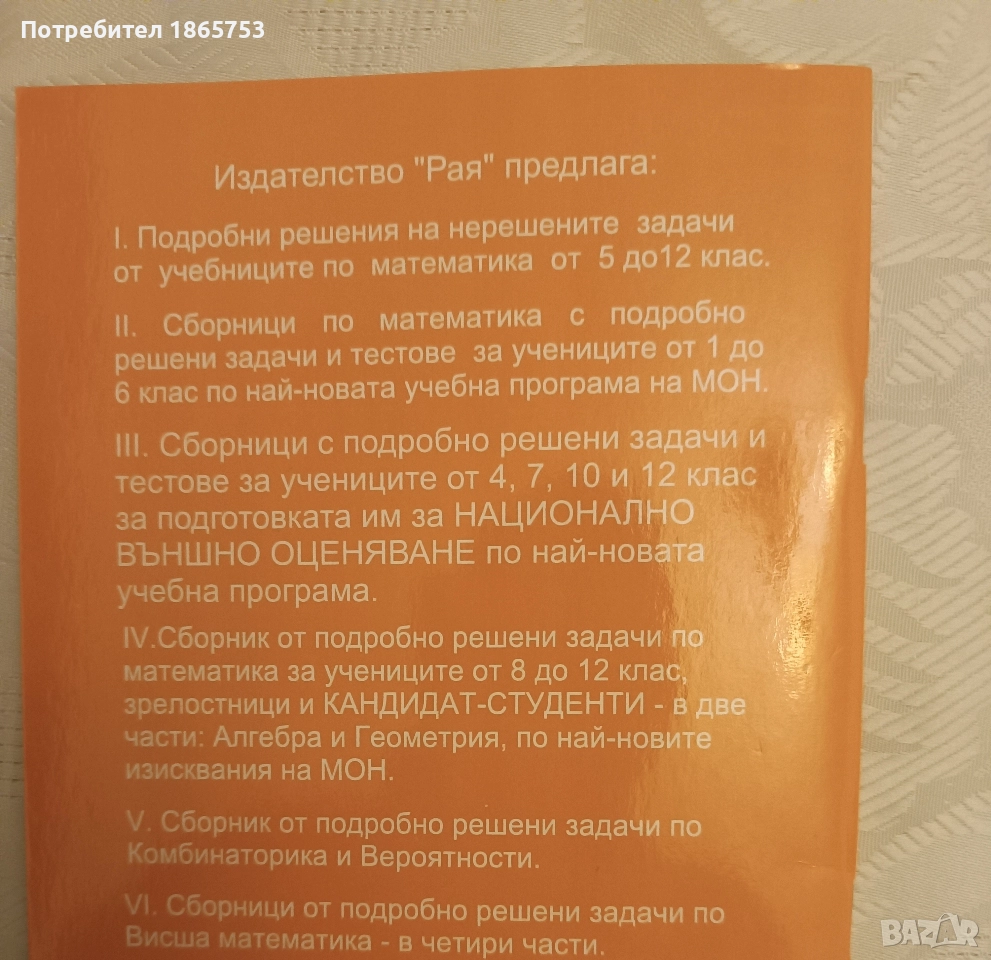 Потребител 1865753
Издателство "Рая" предлага:
I. Подробни решения на нерешените задачи
от учебниците по математика от 5 до12 клас.
II. Сборници по математика с подробно
решени задачи и тестове за учениците от 1 до
6 клас по най-новата учебна програма на МОН.
III. Сборници с подробно решени задачи и
тестове за учениците от 4, 7, 10 и 12 клас
за подготовката им за НАЦИОНАЛНО
ВЪНШНО ОЦЕНЯВАНЕ по най-новата
учебна програма.
IV.Сборник от подробно решени задачи по
математика за учениците от 8 до 12 клас,
зрелостници и КАНДИДАТ-СТУДЕНТИ - в две
части: Алгебра и Геометрия, по най-новите
изисквания на МОН.
V. Сборник от подробно решени задачи по
Комбинаторика и Вероятности.
VI. Сборници от подробно решени задачи по
Висша математика - в четири части.
BAZAR